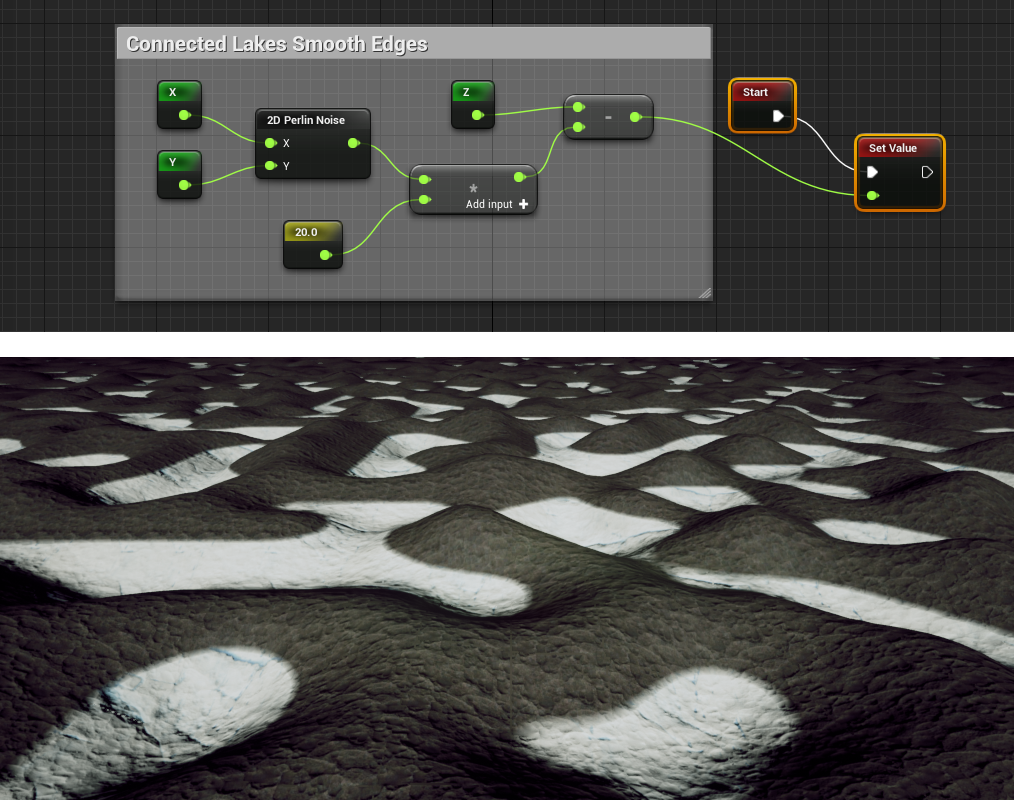 Connected Lakes Smooth Edges
X
Z
Start
2D Perlin Noise
X
Y
-
Y
Set Value
*
Add input +
20.0